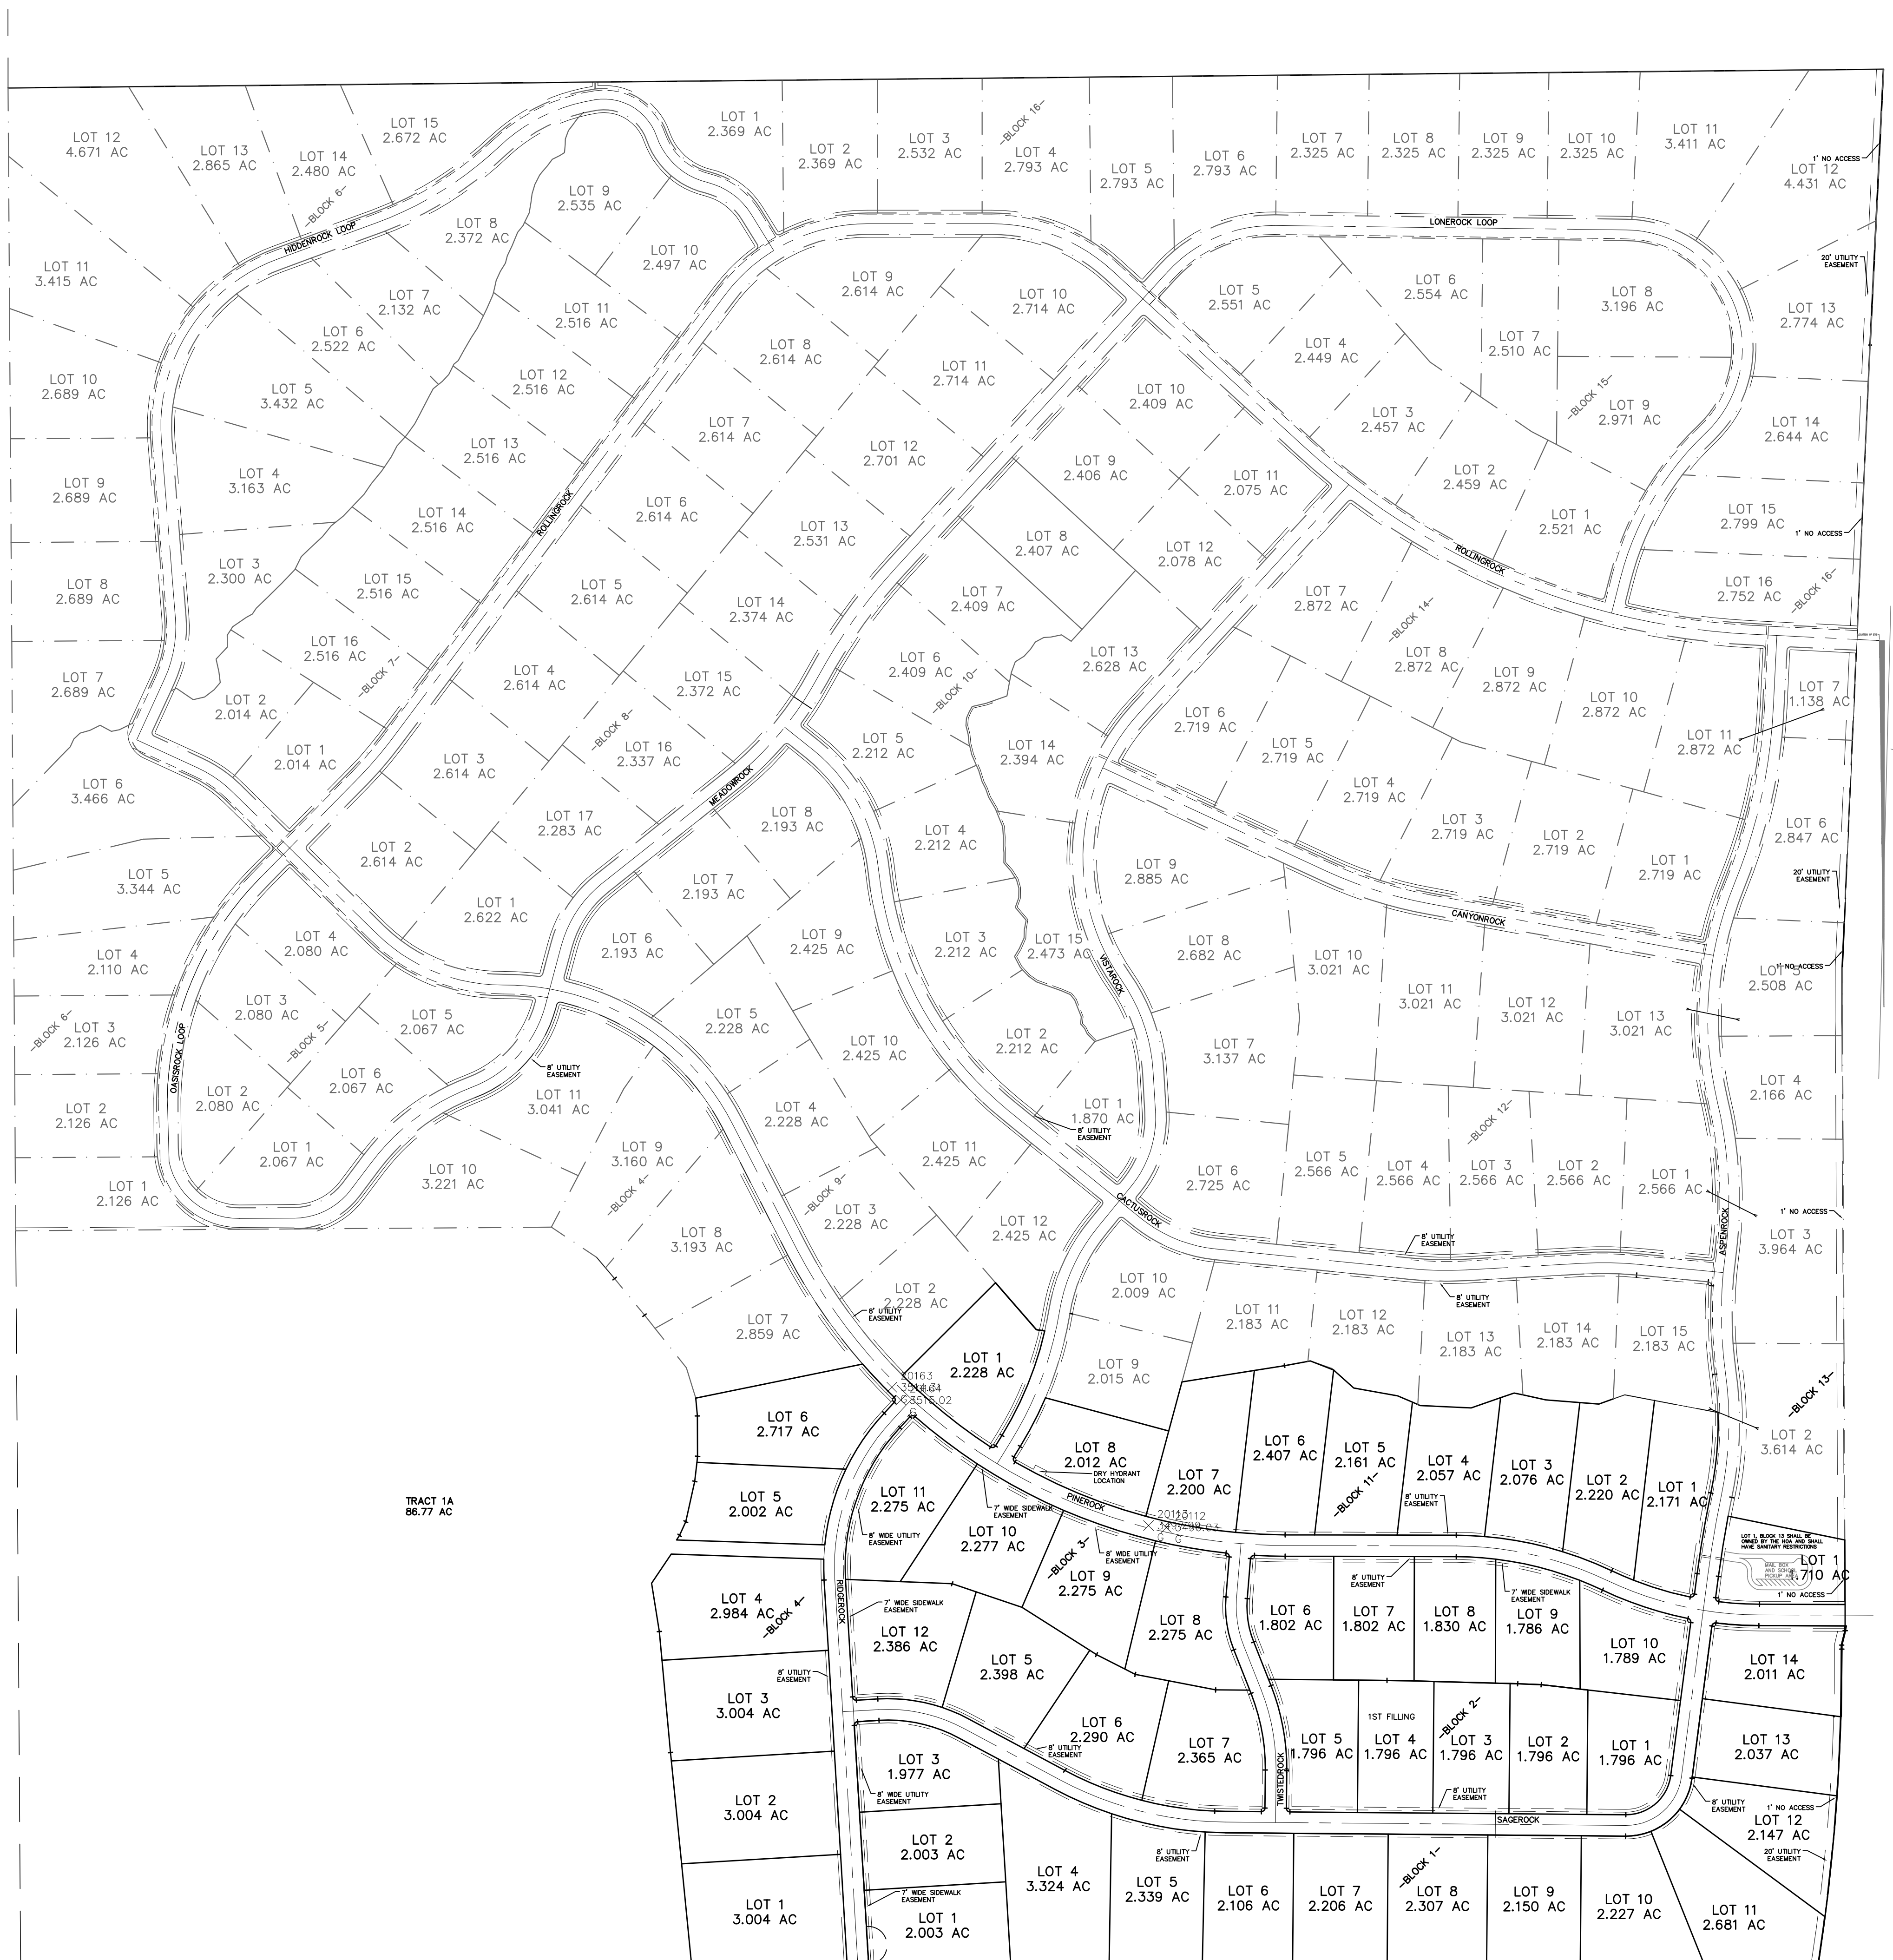 LOT 12
4.671 AC
LOT 13
2.865 AC
LOT 14
2.480 AC
LOT 15
2.672 AC
-BLOCK 6-
HIDDENROCK LOOP
LOT 1
2.369 AC
LOT 2
2.369 AC
LOT 3
2.532 AC
-BLOCK 16-
LOT 4
2.793 AC
LOT 5
2.793 AC
LOT 6
2.793 AC
LOT 7
2.325 AC
LOT 8
2.325 AC
LOT 9
2.325 AC
LOT 10
2.325 AC
LOT 11
3.411 AC
1' NO ACCESS
LOT 12
4.431 AC
LONEROCK LOOP
20' UTILITY
EASEMENT
LOT 13
2.774 AC
LOT 14
2.644 AC
LOT 15
2.799 AC
1' NO ACCESS
LOT 16
2.752 AC
-BLOCK 16-
LOT 11
3.415 AC
LOT 10
2.689 AC
LOT 9
2.689 AC
LOT 8
2.689 AC
LOT 7
2.689 AC
LOT 6
3.466 AC
LOT 5
3.344 AC
LOT 4
2.110 AC
-BLOCK 6-
LOT 3
2.126 AC
LOT 2
2.126 AC
LOT 1
2.126 AC
LOT 9
2.535 AC
LOT 8
2.372 AC
LOT 10
2.497 AC
LOT 7
2.132 AC
LOT 11
2.516 AC
LOT 6
2.522 AC
LOT 12
2.516 AC
LOT 5
3.432 AC
LOT 13
2.516 AC
LOT 4
3.163 AC
LOT 14
2.516 AC
LOT 3
2.300 AC
LOT 15
2.516 AC
LOT 16
2.516 AC
-BLOCK 7-
LOT 2
2.014 AC
LOT 1
2.014 AC
ROLLINGROCK
LOT 9
2.614 AC
LOT 10
2.714 AC
LOT 8
2.614 AC
LOT 11
2.714 AC
LOT 7
2.614 AC
LOT 12
2.701 AC
LOT 6
2.614 AC
LOT 13
2.531 AC
LOT 5
2.614 AC
LOT 14
2.374 AC
LOT 4
2.614 AC
LOT 15
2.372 AC
-BLOCK 8-
LOT 3
2.614 AC
LOT 16
2.337 AC
LOT 17
2.283 AC
LOT 2
2.614 AC
LOT 1
2.622 AC
MEADOWROCK
LOT 5
2.551 AC
LOT 6
2.554 AC
LOT 8
3.196 AC
LOT 4
2.449 AC
LOT 7
2.510 AC
-BLOCK 15-
LOT 3
2.457 AC
LOT 9
2.971 AC
LOT 2
2.459 AC
LOT 1
2.521 AC
ROLLINGROCK
LOT 10
2.409 AC
LOT 9
2.406 AC
LOT 11
2.075 AC
LOT 8
2.407 AC
LOT 12
2.078 AC
LOT 7
2.409 AC
LOT 13
2.628 AC
LOT 6
2.409 AC
-BLOCK 10-
LOT 5
2.212 AC
LOT 14
2.394 AC
LOT 4
2.212 AC
LOT 3
2.212 AC
LOT 15
2.473 AC
VISTAROCK
LOT 2
2.212 AC
LOT 1
1.870 AC
8' UTILITY
EASEMENT
LOT 7
2.872 AC
-BLOCK 14-
LOT 8
2.872 AC
LOT 9
2.872 AC
LOT 10
2.872 AC
LOT 11
2.872 AC
LOT 6
2.719 AC
LOT 5
2.719 AC
LOT 4
2.719 AC
LOT 3
2.719 AC
LOT 2
2.719 AC
LOT 1
2.719 AC
CANYONROCK
LOT 7
1.138 AC
LOT 6
2.847 AC
20' UTILITY
EASEMENT
1' NO ACCESS
LOT 5
2.508 AC
LOT 4
2.166 AC
1' NO ACCESS
LOT 3
3.964 AC
-BLOCK 13-
LOT 2
3.614 AC
ASPENROCK
LOT 9
2.885 AC
LOT 8
2.682 AC
LOT 10
3.021 AC
LOT 11
3.021 AC
LOT 12
3.021 AC
LOT 13
3.021 AC
LOT 7
3.137 AC
-BLOCK 12-
LOT 6
2.725 AC
LOT 5
2.566 AC
LOT 4
2.566 AC
LOT 3
2.566 AC
LOT 2
2.566 AC
LOT 1
2.566 AC
8' UTILITY
EASEMENT
CACTUSROCK
8' UTILITY
EASEMENT
LOT 4
2.080 AC
LOT 3
2.080 AC
LOT 5
2.067 AC
-BLOCK 5-
LOT 6
2.067 AC
LOT 2
2.080 AC
LOT 1
2.067 AC
OASISROCK LOOP
8' UTILITY
EASEMENT
LOT 11
3.041 AC
LOT 10
3.221 AC
LOT 9
3.160 AC
-BLOCK 4-
LOT 8
3.193 AC
LOT 7
2.859 AC
LOT 8
2.193 AC
LOT 7
2.193 AC
LOT 6
2.193 AC
LOT 9
2.425 AC
LOT 5
2.228 AC
LOT 10
2.425 AC
LOT 4
2.228 AC
LOT 11
2.425 AC
-BLOCK 9-
LOT 3
2.228 AC
LOT 12
2.425 AC
LOT 2
2.228 AC
8' UTILITY
EASEMENT
LOT 1
2.228 AC
20163
G
3515.02
G
LOT 10
2.009 AC
LOT 11
2.183 AC
LOT 12
2.183 AC
LOT 13
2.183 AC
LOT 14
2.183 AC
LOT 15
2.183 AC
LOT 9
2.015 AC
LOT 8
2.012 AC
DRY HYDRANT
LOCATION
LOT 7
2.200 AC
LOT 6
2.407 AC
LOT 5
2.161 AC
-BLOCK 11-
LOT 4
2.057 AC
LOT 3
2.076 AC
LOT 2
2.220 AC
LOT 1
2.171 AC
8' UTILITY
EASEMENT
PINEROCK
G
G
LOT 1, BLOCK 13 SHALL BE
OWNED BY THE HOA AND SHALL
HAVE SANITARY RESTRICTIONS
LOT 1
1.710 AC
MAIL BOX
AND SCHOOL
1' NO ACCESS
TRACT 1A
86.77 AC
LOT 6
2.717 AC
LOT 5
2.002 AC
LOT 4
2.984 AC
-BLOCK 4-
8' UTILITY
EASEMENT
LOT 3
3.004 AC
LOT 2
3.004 AC
LOT 1
3.004 AC
RIDGEROCK
LOT 11
2.275 AC
8' WIDE UTILITY
EASEMENT
7' WIDE SIDEWALK
EASEMENT
LOT 10
2.277 AC
-BLOCK 3-
8' WIDE UTILITY
EASEMENT
LOT 9
2.275 AC
7' WIDE SIDEWALK
EASEMENT
LOT 12
2.386 AC
LOT 8
2.275 AC
LOT 5
2.398 AC
LOT 6
2.290 AC
8' UTILITY
EASEMENT
LOT 7
2.365 AC
TWISTEDROCK
8' UTILITY
EASEMENT
7' WIDE SIDEWALK
EASEMENT
LOT 6
1.802 AC
LOT 7
1.802 AC
LOT 8
1.830 AC
LOT 9
1.786 AC
LOT 10
1.789 AC
1ST FILLING
-BLOCK 2-
LOT 5
1.796 AC
LOT 4
1.796 AC
LOT 3
1.796 AC
LOT 2
1.796 AC
LOT 1
1.796 AC
8' UTILITY
EASEMENT
SAGEROCK
LOT 14
2.011 AC
LOT 13
2.037 AC
8' UTILITY
EASEMENT
1' NO ACCESS
LOT 12
2.147 AC
20' UTILITY
EASEMENT
LOT 3
1.977 AC
8' WIDE UTILITY
EASEMENT
LOT 2
2.003 AC
7' WIDE SIDEWALK
EASEMENT
LOT 1
2.003 AC
LOT 4
3.324 AC
8' UTILITY
EASEMENT
LOT 5
2.339 AC
LOT 6
2.106 AC
LOT 7
2.206 AC
-BLOCK 1-
LOT 8
2.307 AC
LOT 9
2.150 AC
LOT 10
2.227 AC
LOT 11
2.681 AC